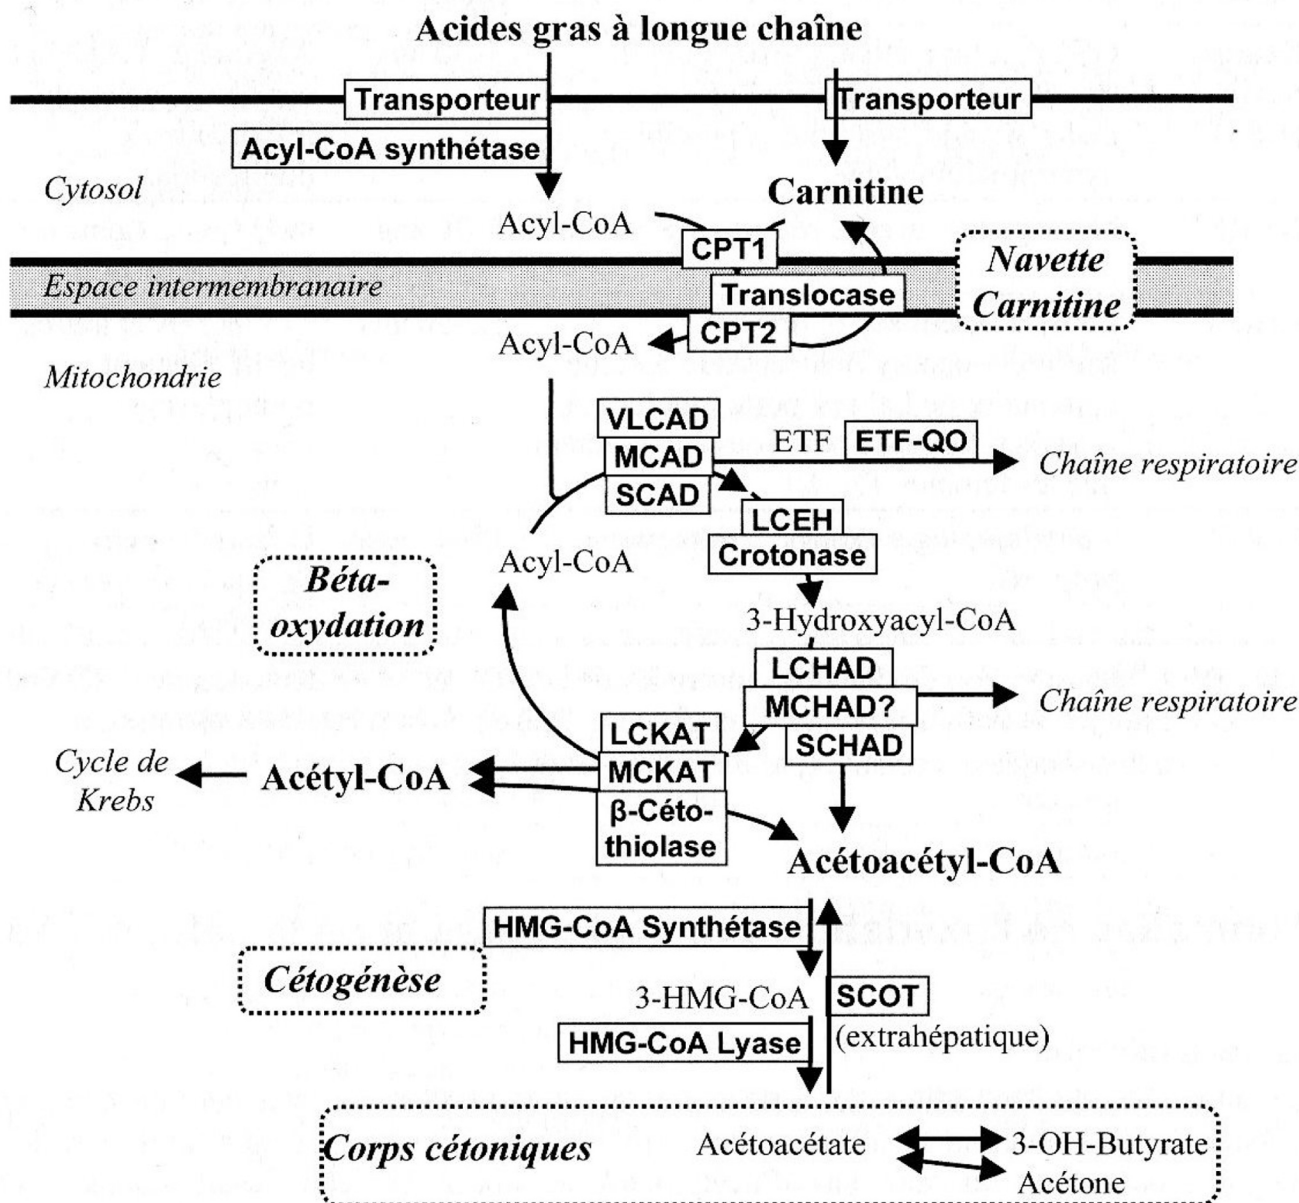 Acides gras à longue chaîne
Transporteur
Transporteur
Acyl-CoA synthétase
Cytosol
Carnitine
Acyl-CoA
CPT1
Navette
Carnitine
Espace intermembranaire
Translocase
CPT2
Acyl-CoA
Mitochondrie
VLCAD
MCAD
SCAD
ETF
ETF-QO
Chaîne respiratoire
LCEH
Crotonase
Acyl-CoA
Béta-
oxydation
3-Hydroxyacyl-CoA
LCHAD
MCHAD?
SCHAD
Chaîne respiratoire
LCKAT
MCKAT
β-Céto-
thiolase
Cycle de
Krebs
Acétyl-CoA
Acétoacétyl-CoA
HMG-CoA Synthétase
Cétogénèse
3-HMG-CoA
SCOT
(extrahépatique)
HMG-CoA Lyase
Corps cétoniques
Acétoacétate
3-OH-Butyrate
Acétone